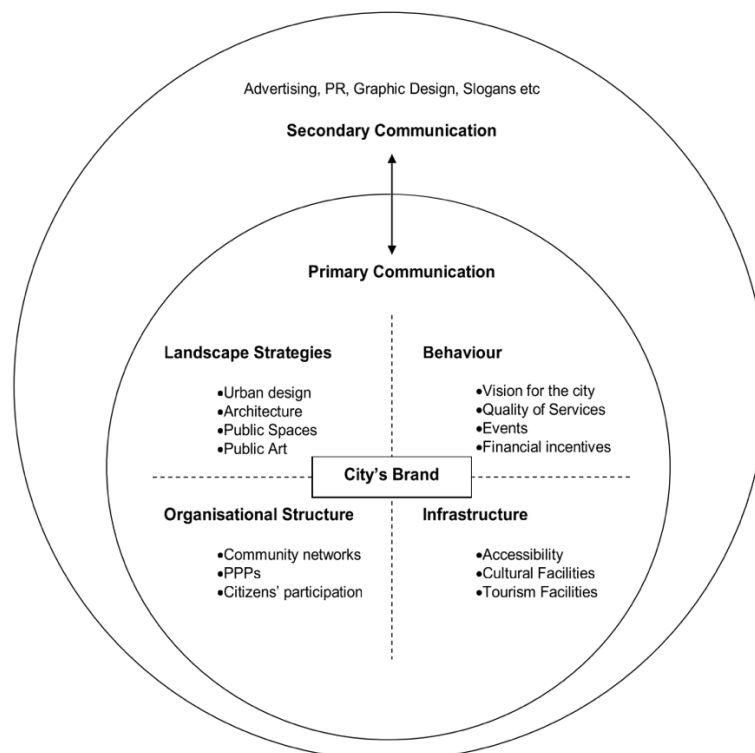 Advertising, PR, Graphic Design, Slogans etc
Secondary Communication
Primary Communication
Landscape Strategies
•Urban design
•Architecture
•Public Spaces
•Public Art
Behaviour
•Vision for the city
•Quality of Services
•Events
•Financial incentives
City's Brand
Organisational Structure
•Community networks
•PPPs
•Citizens' participation
Infrastructure
•Accessibility
•Cultural Facilities
•Tourism Facilities